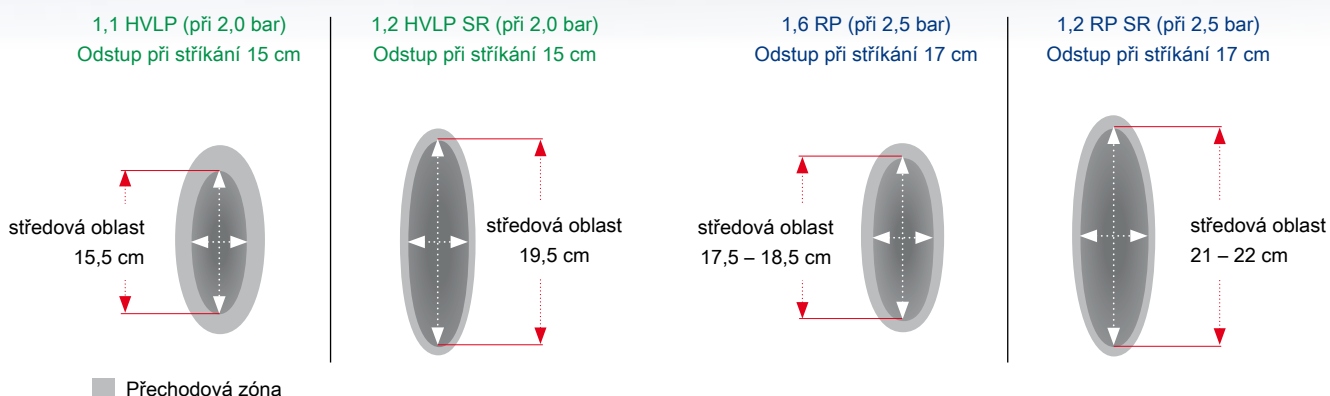 1,1 HVLP (při 2,0 bar)
Odstup při stříkání 15 cm
středová oblast
15,5 cm
1,2 HVLP SR (při 2,0 bar)
Odstup při stříkání 15 cm
středová oblast
19,5 cm
1,6 RP (při 2,5 bar)
Odstup při stříkání 17 cm
středová oblast
17,5 – 18,5 cm
1,2 RP SR (při 2,5 bar)
Odstup při stříkání 17 cm
středová oblast
21 – 22 cm
Přechodová zóna